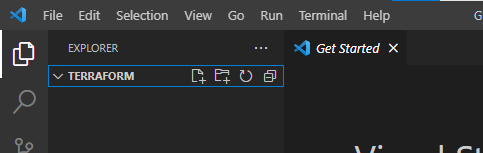 File Edit Selection View Go Run Terminal Help G
EXPLORER
Get Started
TERRAFORM